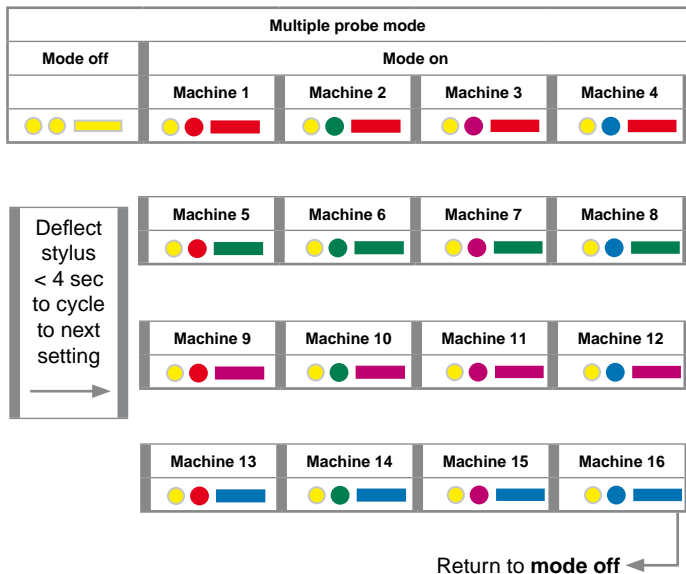 Multiple probe mode
Mode off Mode on
Machine 1 Machine 2 Machine 3 Machine 4
Deflect
stylus
< 4 sec
to cycle
to next
setting
Machine 5 Machine 6 Machine 7 Machine 8
Machine 9 Machine 10 Machine 11 Machine 12
Machine 13 Machine 14 Machine 15 Machine 16
Return to mode off